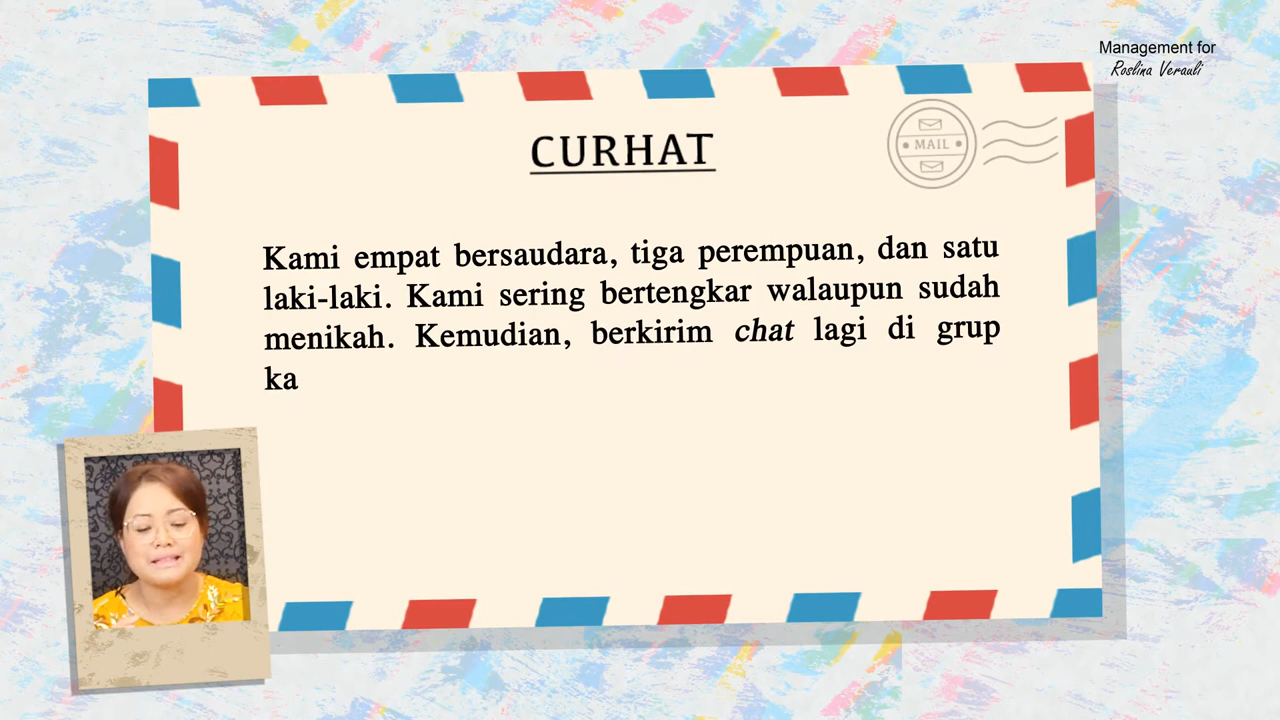 Management for
Roslina Verauli
CURHAT
MAIL
Kami empat bersaudara, tiga perempuan, dan satu
laki-laki. Kami sering bertengkar walaupun sudah
menikah. Kemudian, berkirim chat lagi di grup
ka